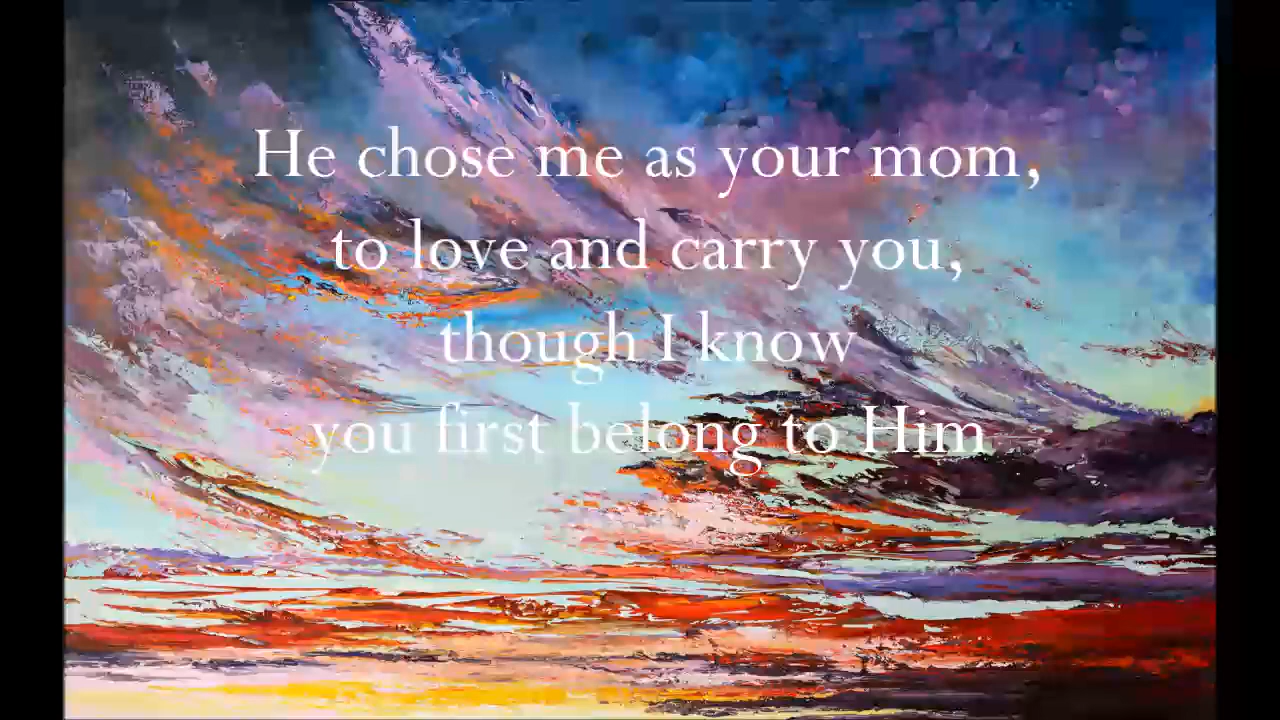 He chose me as your mom,
to love and carry you,
though I know
you first belong to Him